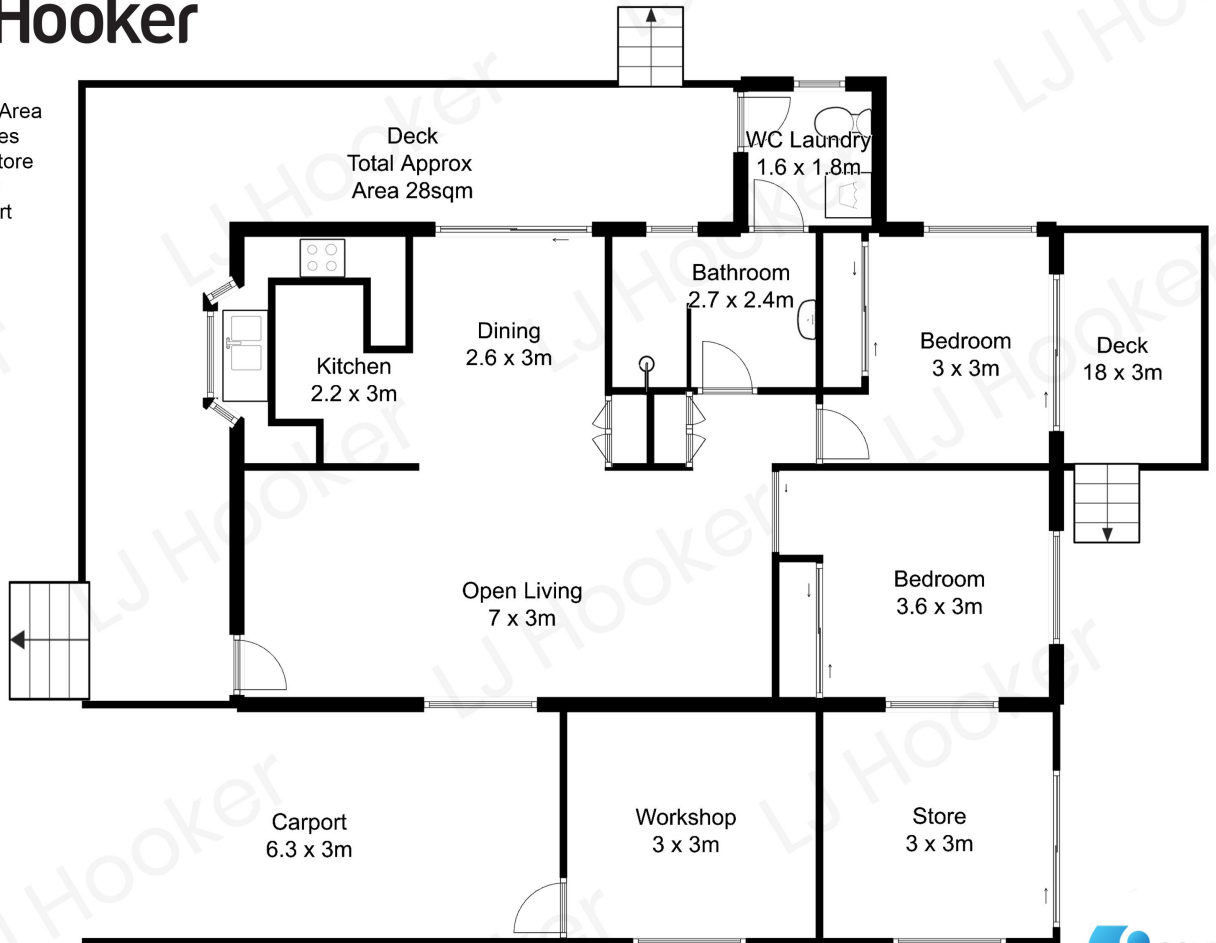 Hooker
Area
es
tore
rt
Deck
Total Approx
Area 28sqm
WC Laundry
1.6 x 1.8m
Bathroom
2.7 x 2.4m
Dining
2.6 x 3m
Kitchen
2.2 x 3m
Bedroom
3 x 3m
Deck
18 x 3m
Open Living
7 x 3m
Bedroom
3.6 x 3m
Carport
6.3 x 3m
Workshop
3 x 3m
Store
3 x 3m
LJ Hooker